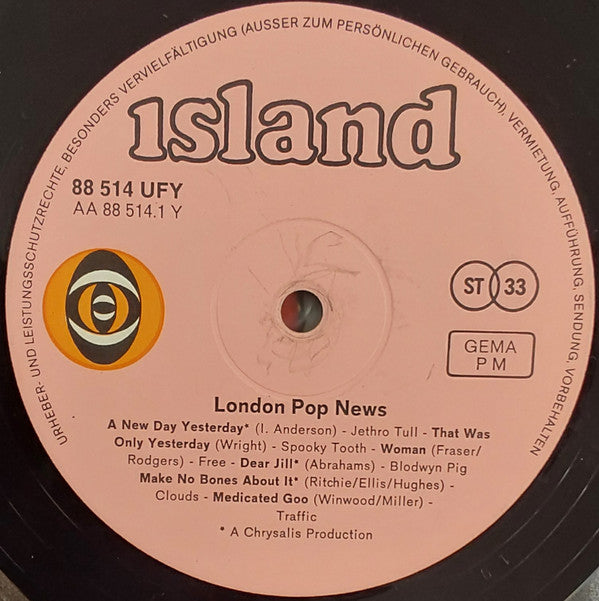 URHEBER- UND LEISTUNGSSCHUTZRECHTE, BESONDERS VERVIELFÄLTIGUNG (AUSSER ZUM PERSÖNLICHEN GEBRAUCH), VERMIETUNG, AUFFÜHRUNG, SENDUNG, VORBEHALTEN
ısland
88 514 UFY
AA 88 514.1 Y
ST 33
GEMA
P M
London Pop News
A New Day Yesterday* (I. Anderson) - Jethro Tull - That Was
Only Yesterday (Wright) - Spooky Tooth - Woman (Fraser/
Rodgers) - Free - Dear Jill* (Abrahams) - Blodwyn Pig
Make No Bones About It* (Ritchie/Ellis/Hughes) -
Clouds - Medicated Goo (Winwood/Miller) -
Traffic
* A Chrysalis Production